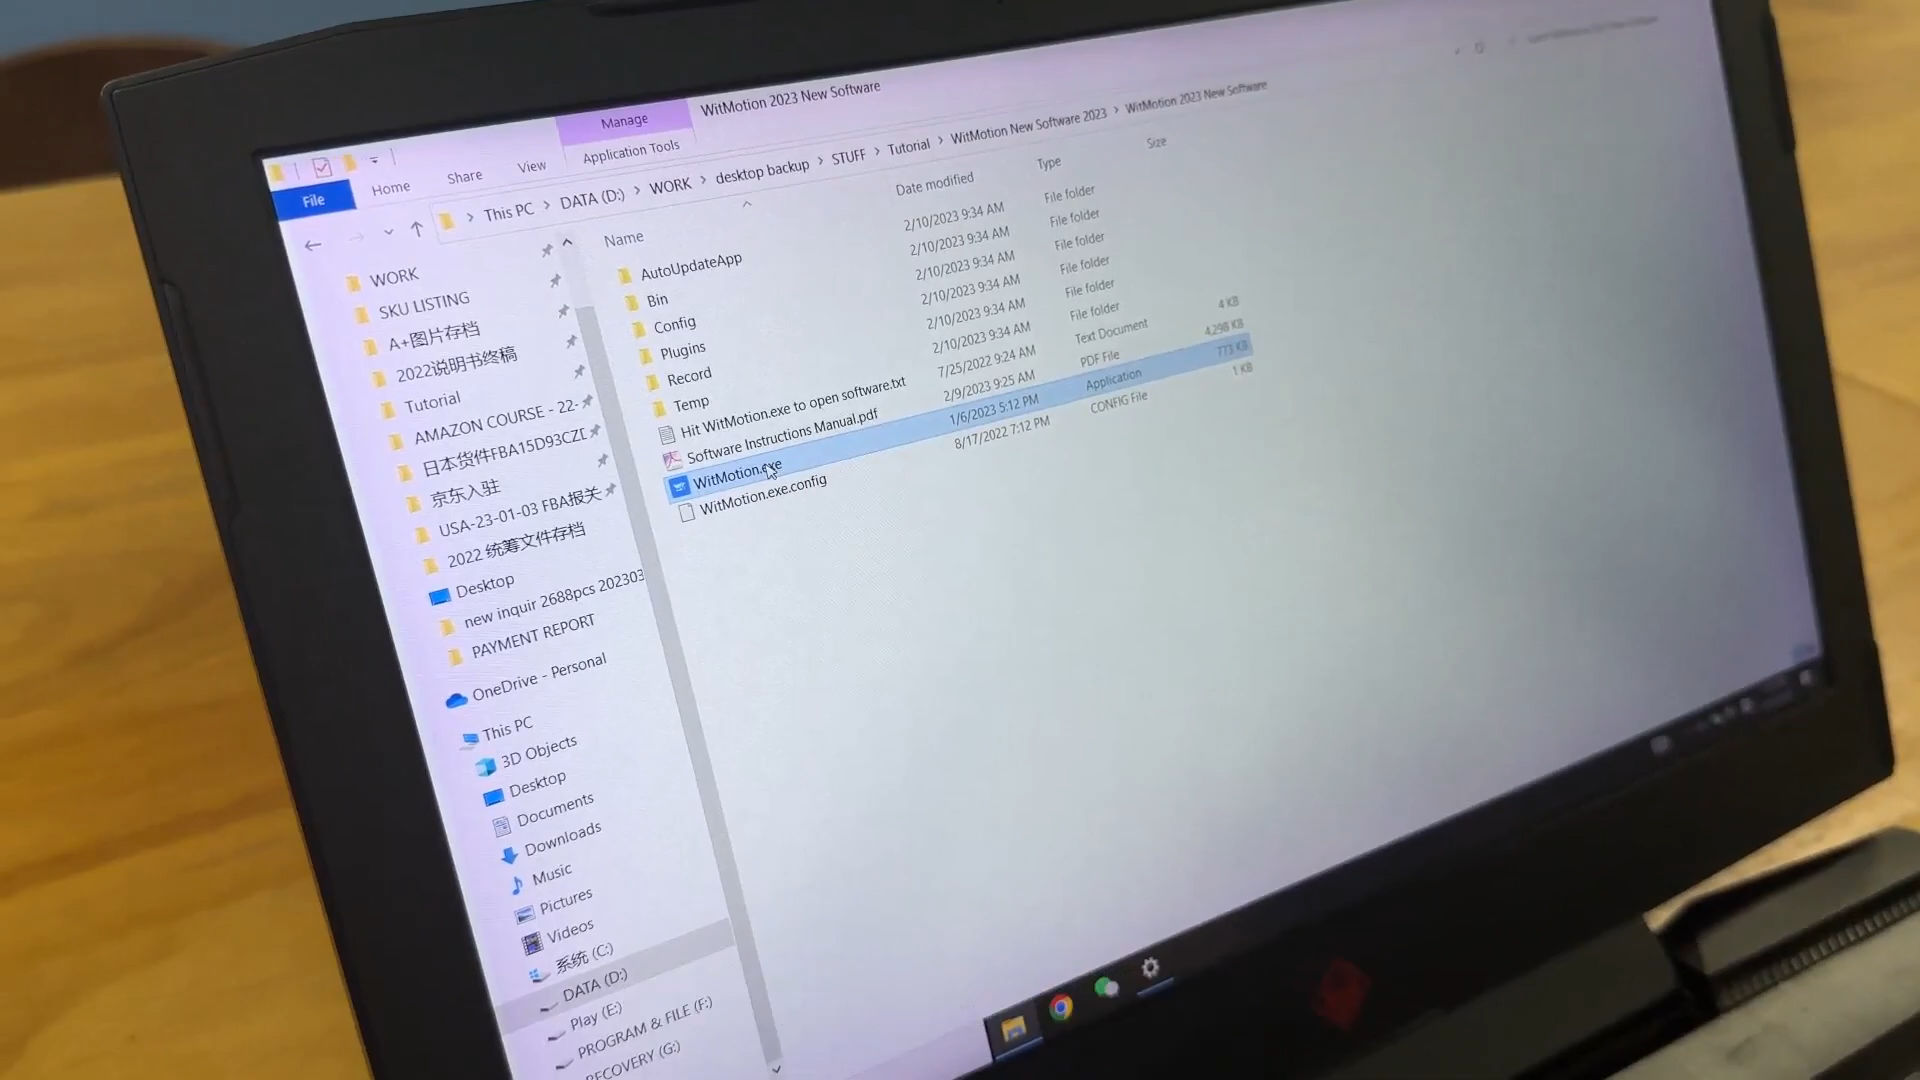 Manage
WitMotion 2023 New Software
File
Home
Share
View
Application Tools
This PC > DATA (D:) > WORK > desktop backup > STUFF > Tutorial > WitMotion New Software 2023 > WitMotion 2023 New Software
Name
Date modified
Type
Size
AutoUpdateApp 2/10/2023 9:34 AM File folder
Bin 2/10/2023 9:34 AM File folder
Config 2/10/2023 9:34 AM File folder
Plugins 2/10/2023 9:34 AM File folder
Record 2/10/2023 9:34 AM File folder
Temp 2/10/2023 9:34 AM File folder
Hit WitMotion.exe to open software.txt 7/25/2022 9:24 AM Text Document 4 KB
Software Instructions Manual.pdf 2/9/2023 9:25 AM PDF File 4,298 KB
WitMotion.exe 1/6/2023 5:12 PM Application 773 KB
WitMotion.exe.config 8/17/2022 7:12 PM CONFIG File 1 KB
WORK
SKU LISTING
A+图片存档
2022说明书终稿
Tutorial
AMAZON COURSE - 22-
日本货件FBA15D93CZD
京东入驻
USA-23-01-03 FBA报关
2022 统筹文件存档
Desktop
new inquir 2688pcs 202303
PAYMENT REPORT
OneDrive - Personal
This PC
3D Objects
Desktop
Documents
Downloads
Music
Pictures
Videos
系统 (C:)
DATA (D:)
Play (E:)
PROGRAM & FILE (F:)
RECOVERY (G:)